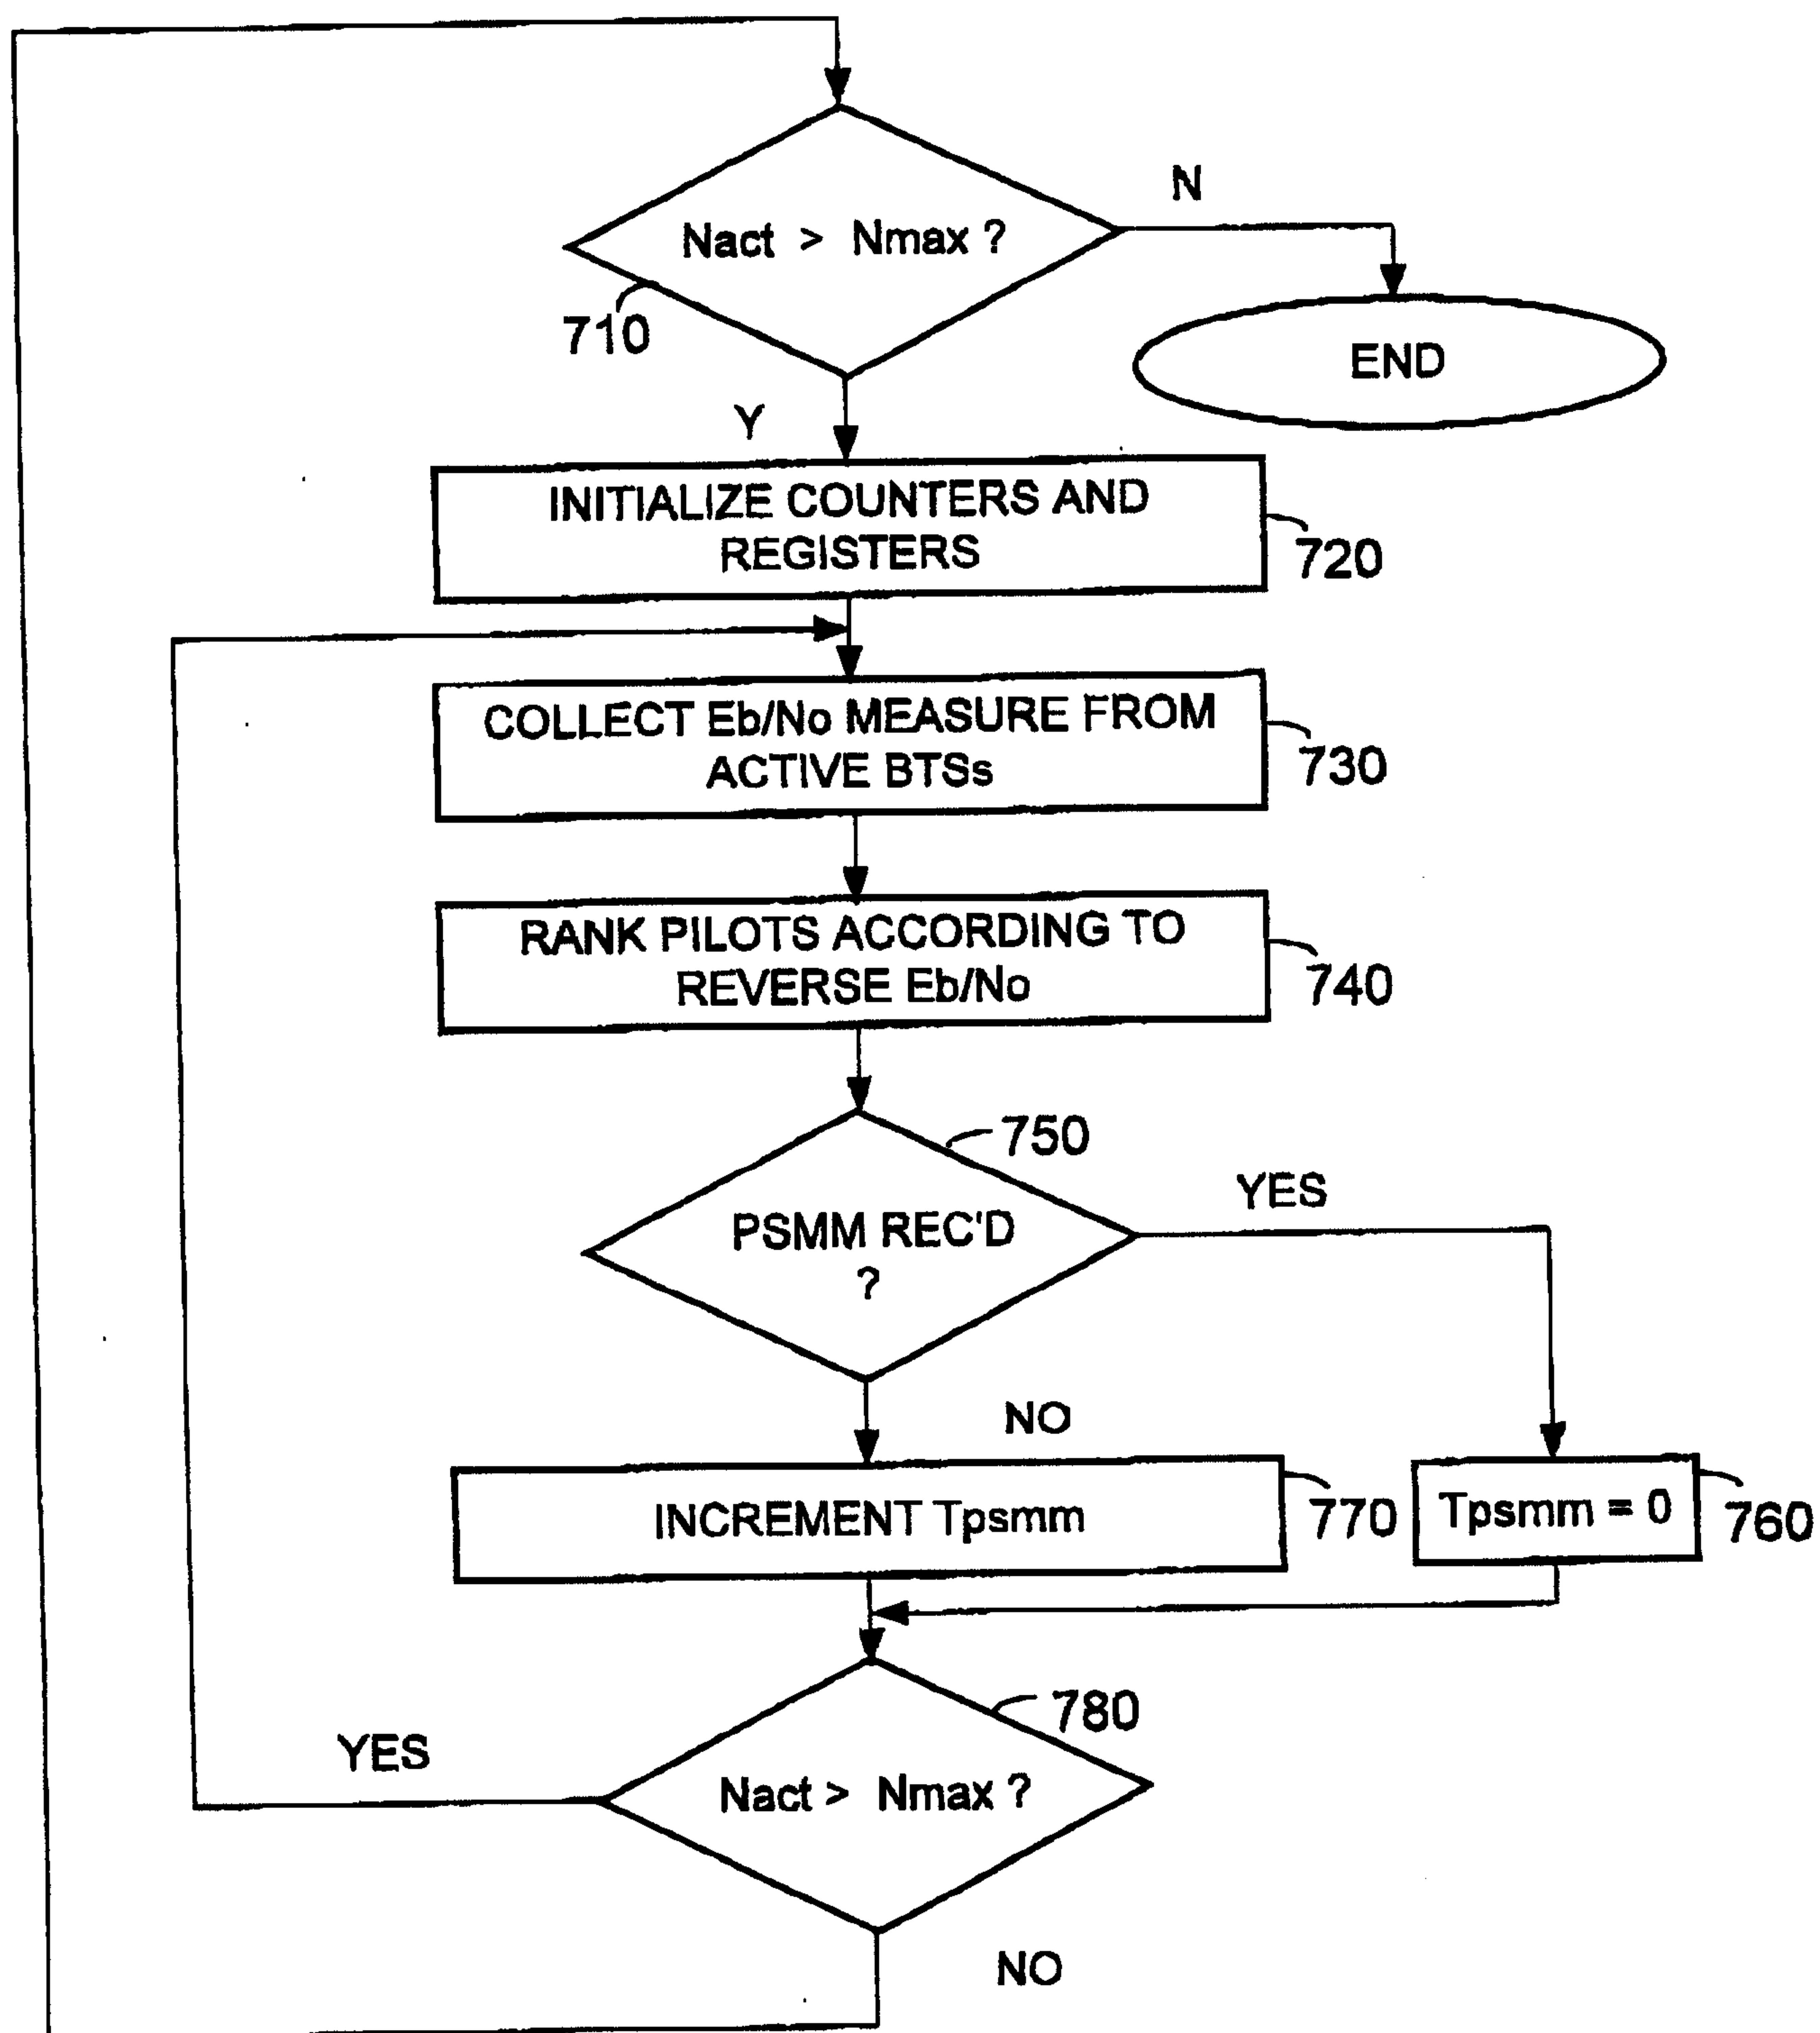 N
Nact > Nmax ?
710
END
Y
INITIALIZE COUNTERS AND
REGISTERS
720
COLLECT Eb/No MEASURE FROM
ACTIVE BTSs
730
RANK PILOTS ACCORDING TO
REVERSE Eb/No
740
750
YES
PSMM REC'D
?
NO
INCREMENT Tpsmm
770
Tpsmm = 0
760
780
YES
Nact > Nmax ?
NO